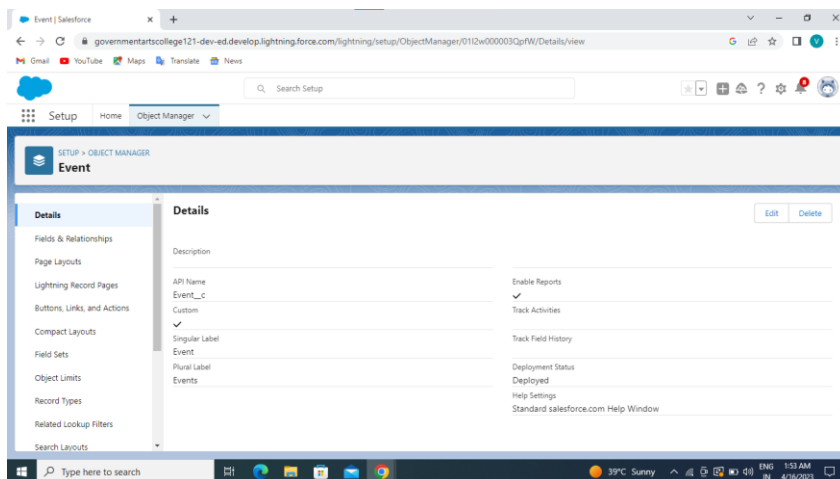 Event | Salesforce
governmentartscollege121-dev-ed.develop.lightning.force.com/lightning/setup/ObjectManager/01I2w000003QpfW/Details/view
G
V
Gmail YouTube Maps Translate News
Search Setup
Setup Home Object Manager
SETUP > OBJECT MANAGER
Event
Details
Fields & Relationships
Page Layouts
Lightning Record Pages
Buttons, Links, and Actions
Compact Layouts
Field Sets
Object Limits
Record Types
Related Lookup Filters
Search Layouts
Details
Edit Delete
Description
API Name
Event__c
Custom
Singular Label
Event
Plural Label
Events
Enable Reports
Track Activities
Track Field History
Deployment Status
Deployed
Help Settings
Standard salesforce.com Help Window
Type here to search
39°C Sunny
ENG
IN
1:53 AM
4/16/2023